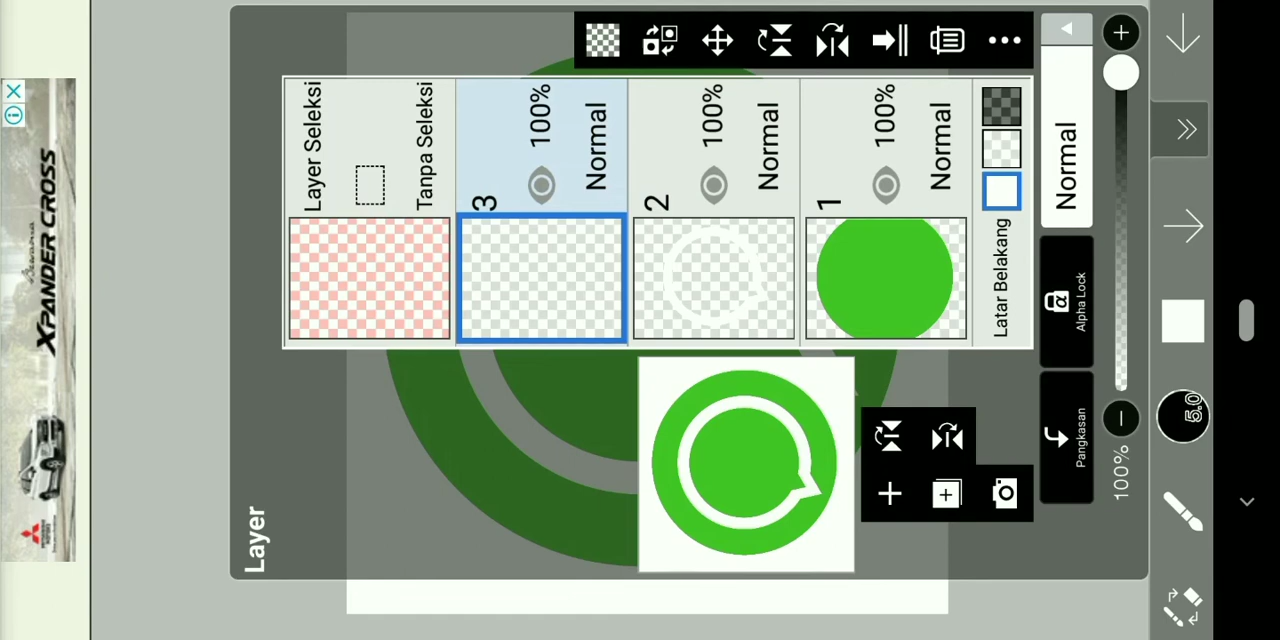 Berwama XPANDER CROSS
Layer
Layer Seleksi
Tanpa Seleksi
3
100%
Normal
2
100%
Normal
1
100%
Normal
Latar Belakang
Normal
Alpha Lock
Pangkasan
100%
5.0